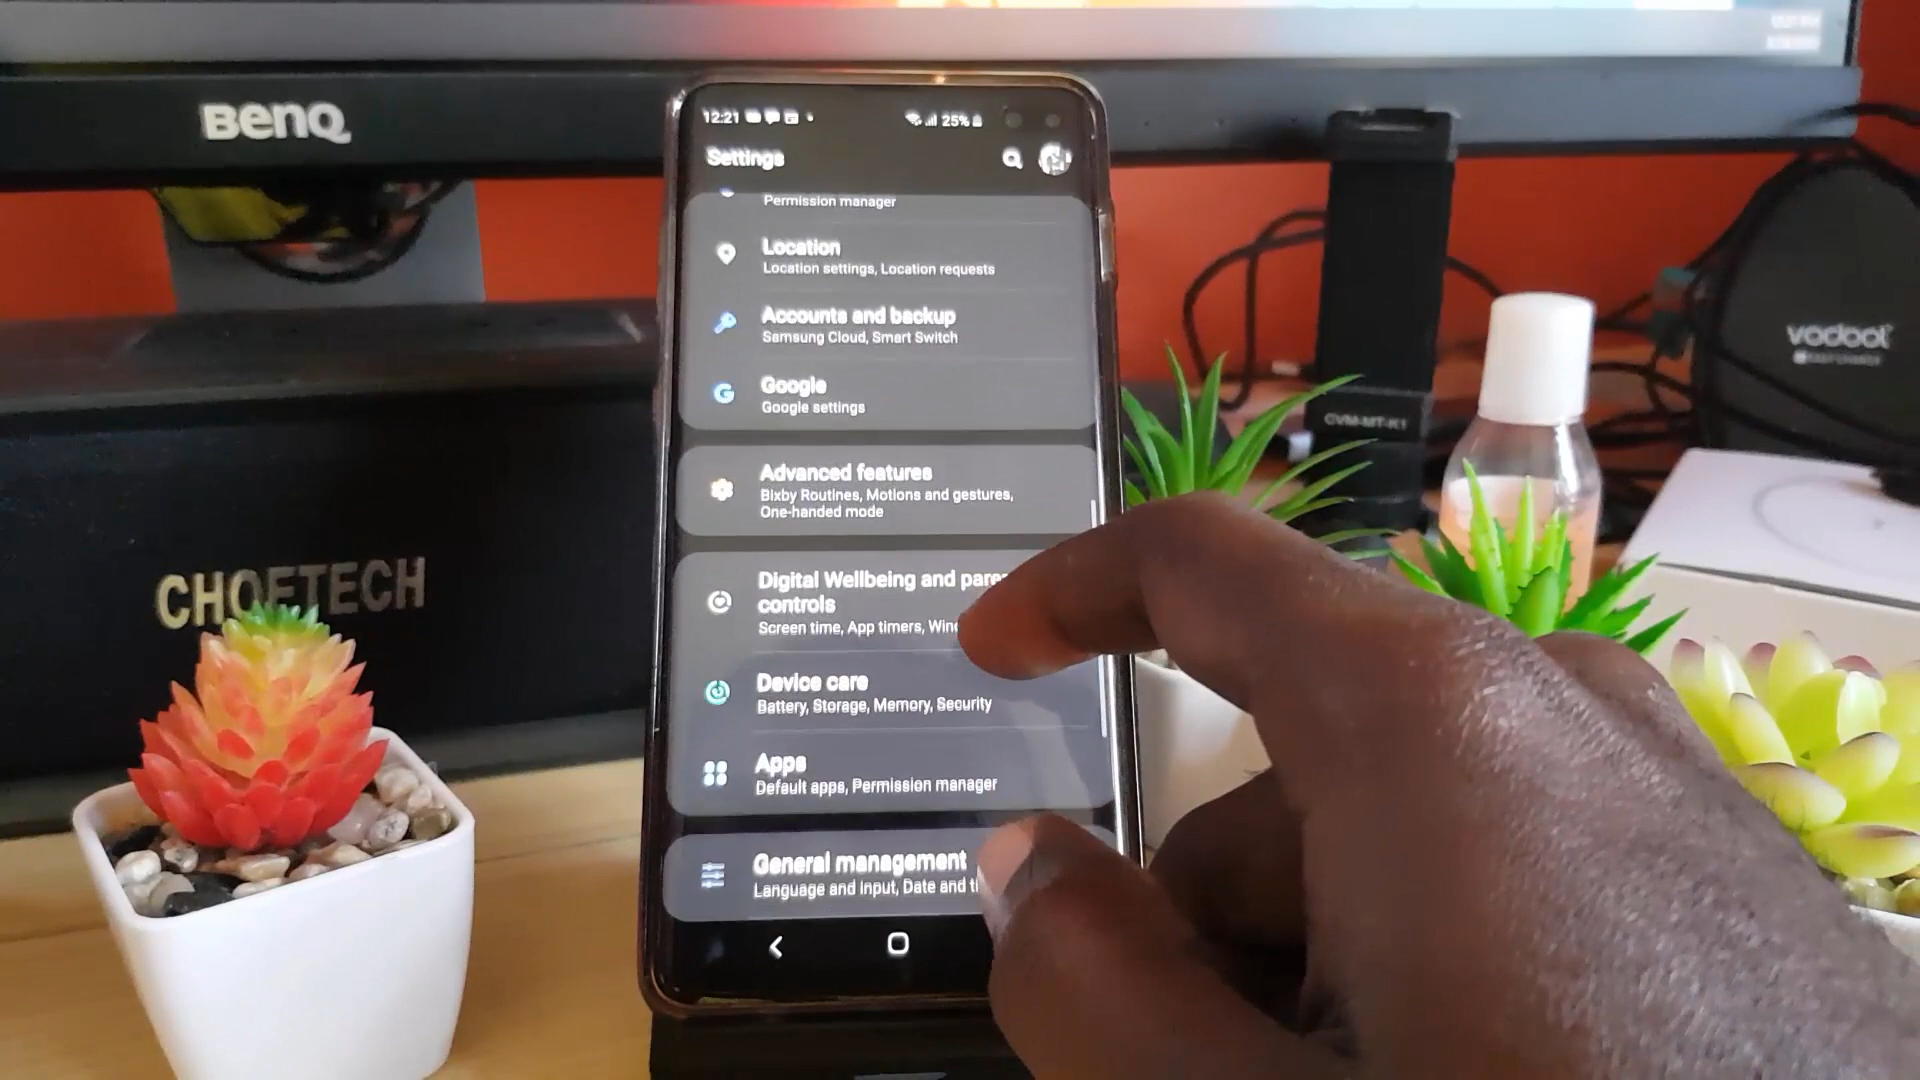 BenQ
12:21
25%
Settings
Permission manager
Location
Location settings, Location requests
Accounts and backup
Samsung Cloud, Smart Switch
Google
Google settings
Advanced features
Bixby Routines, Motions and gestures,
One-handed mode
Digital Wellbeing and
controls
Screen time, App timers,
Device care
Battery, Storage, Memory, Security
Apps
Default apps, Permission manager
General management
Language and input, Date and
CHOETECH
CVM-MT-K1
vodool